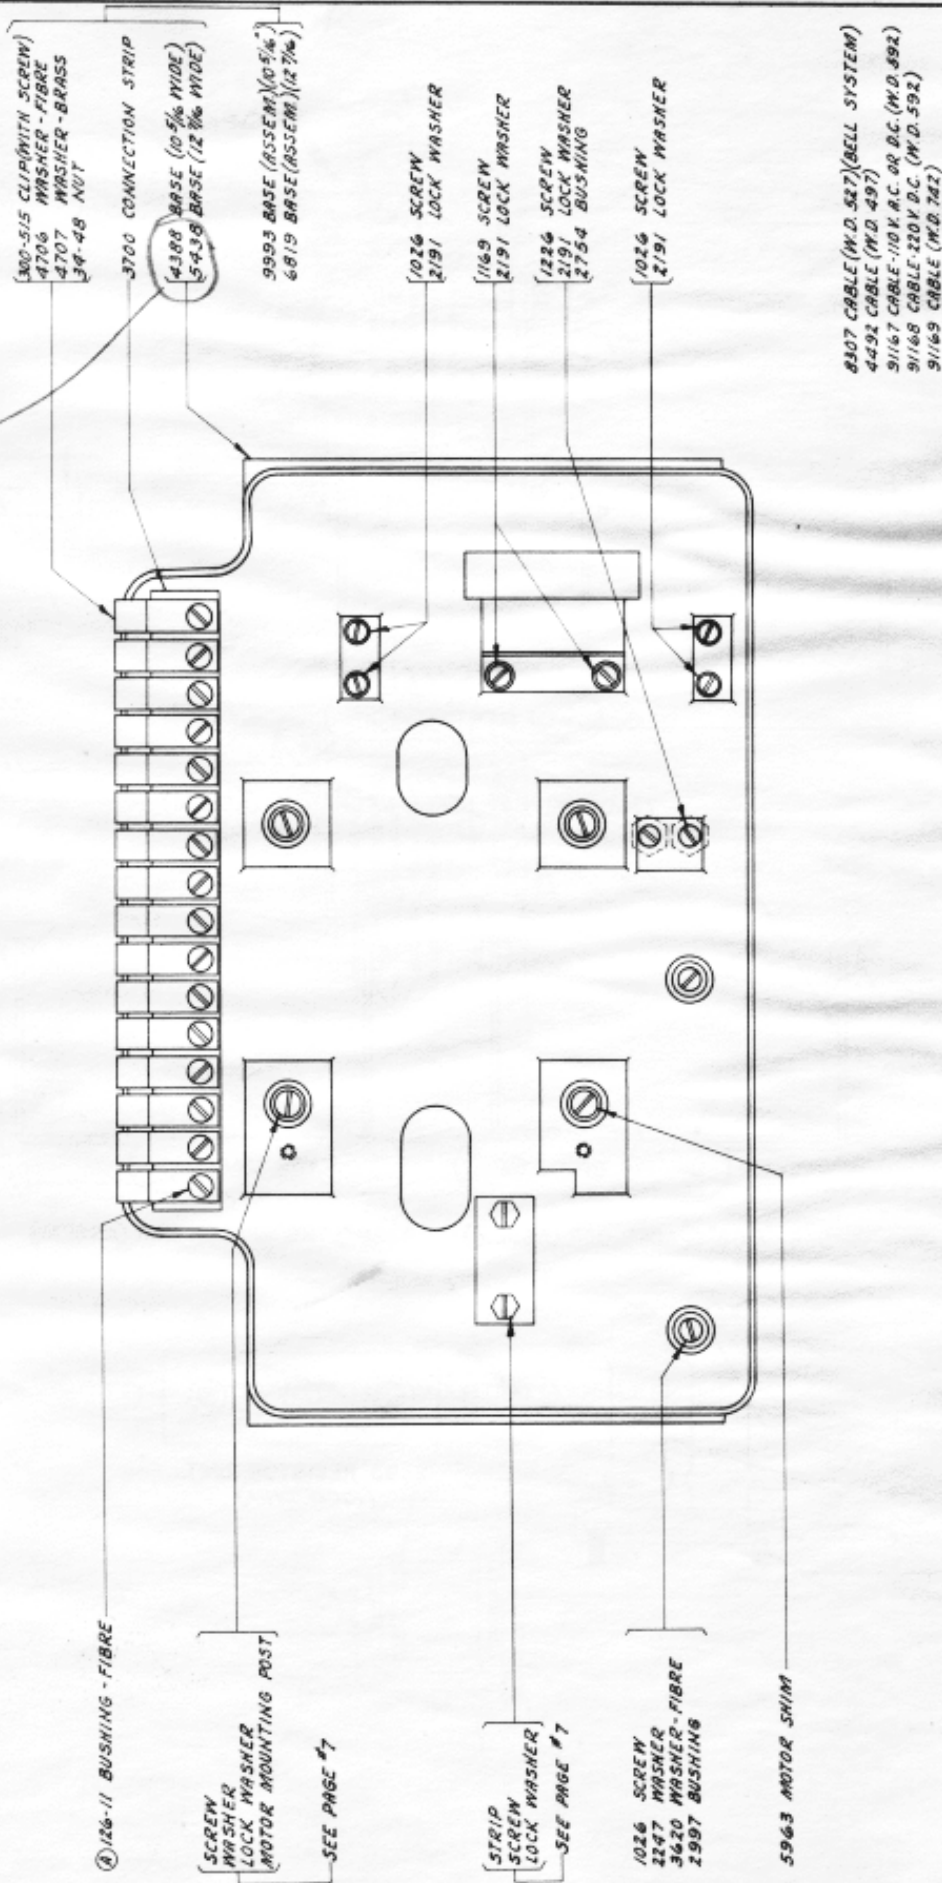 Ⓐ 126-11 BUSHING - FIBRE
SCREW
WASHER
LOCK WASHER
MOTOR MOUNTING POST
SEE PAGE #7
STRIP
SCREW
LOCK WASHER
SEE PAGE #7
1026 SCREW
2247 WASHER
3620 WASHER-FIBRE
2997 BUSHING
5963 MOTOR SHIM
300-515 CLIP(WITH SCREW)
4706 WASHER-FIBRE
4707 WASHER-BRASS
34-48 NUT
3700 CONNECTION STRIP
4388 BASE (10 5/16 WIDE)
5438 BASE (12 7/16 WIDE)
9993 BASE (ASSEM.)(10 5/16")
6819 BASE (ASSEM.)(12 7/16)
1026 SCREW
2191 LOCK WASHER
1169 SCREW
2191 LOCK WASHER
1226 SCREW
2191 LOCK WASHER
2754 BUSHING
1026 SCREW
2191 LOCK WASHER
8307 CABLE (W.D. 527)(BELL SYSTEM)
4492 CABLE (W.D. 497)
91167 CABLE-110 V. A.C. OR D.C. (W.D. 692)
91168 CABLE-220 V. D.C. (W.D. 592)
91169 CABLE (W.D. 742)